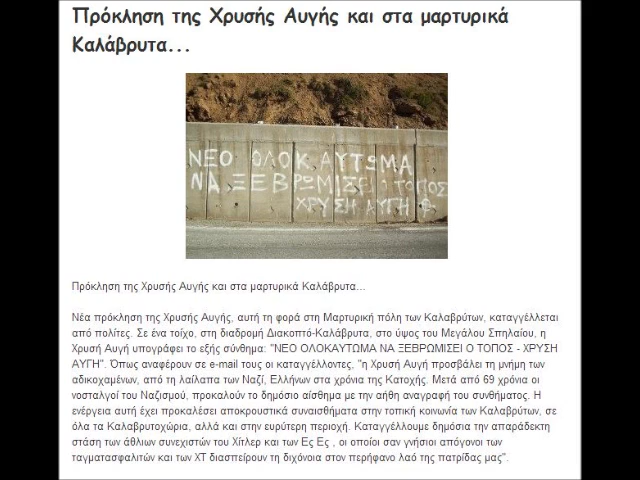 Πρόκληση της Χρυσής Αυγής και στα μαρτυρικά
Καλάβρυτα...
ΝΕΟ ΟΛΟΚΑΥΤΩΜΑ
ΝΑ ΞΕΒΡΩΜΙΣΕΙ Ο ΤΟΠΟΣ
ΧΡΥΣΗ ΑΥΓΗ
Πρόκληση της Χρυσής Αυγής και στα μαρτυρικά Καλάβρυτα...
Νέα πρόκληση της Χρυσής Αυγής, αυτή τη φορά στη Μαρτυρική πόλη των Καλαβρύτων, καταγγέλλεται
από πολίτες. Σε ένα τοίχο, στη διαδρομή Διακοπτό-Καλάβρυτα, στο ύψος του Μεγάλου Σπηλαίου, η
Χρυσή Αυγή υπογράφει το εξής σύνθημα: "ΝΕΟ ΟΛΟΚΑΥΤΩΜΑ ΝΑ ΞΕΒΡΩΜΙΣΕΙ Ο ΤΟΠΟΣ - ΧΡΥΣΗ
ΑΥΓΗ". Όπως αναφέρουν σε e-mail τους οι καταγγέλλοντες, "η Χρυσή Αυγή προσβάλει τη μνήμη των
αδικοχαμένων, από τη λαίλαπα των Ναζί, Ελλήνων στα χρόνια της Κατοχής. Μετά από 69 χρόνια οι
νοσταλγοί του Ναζισμού, προκαλούν το δημόσιο αίσθημα με την αήθη αναγραφή του συνθήματος. Η
ενέργεια αυτή έχει προκαλέσει αποκρουστικά συναισθήματα στην τοπική κοινωνία των Καλαβρύτων, σε
όλα τα Καλαβρυτοχώρια, αλλά και στην ευρύτερη περιοχή. Καταγγέλλουμε δημόσια την απαράδεκτη
στάση των άθλιων συνεχιστών του Χίτλερ και των Ες Ες , οι οποίοι σαν γνήσιοι απόγονοι των
ταγματασφαλιτών και των ΧΤ διασπείρουν τη διχόνοια στον περήφανο λαό της πατρίδας μας".